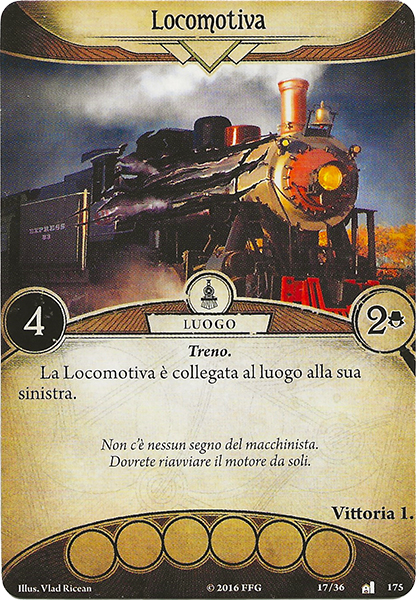 Locomotiva
EXPRESS
4
LUOGO
2
Treno.
La Locomotiva è collegata al luogo alla sua
sinistra.
Non c'è nessun segno del macchinista.
Dovrete riavviare il motore da soli.
Vittoria 1.
Illus. Vlad Ricean
© 2016 FFG
17/36
175